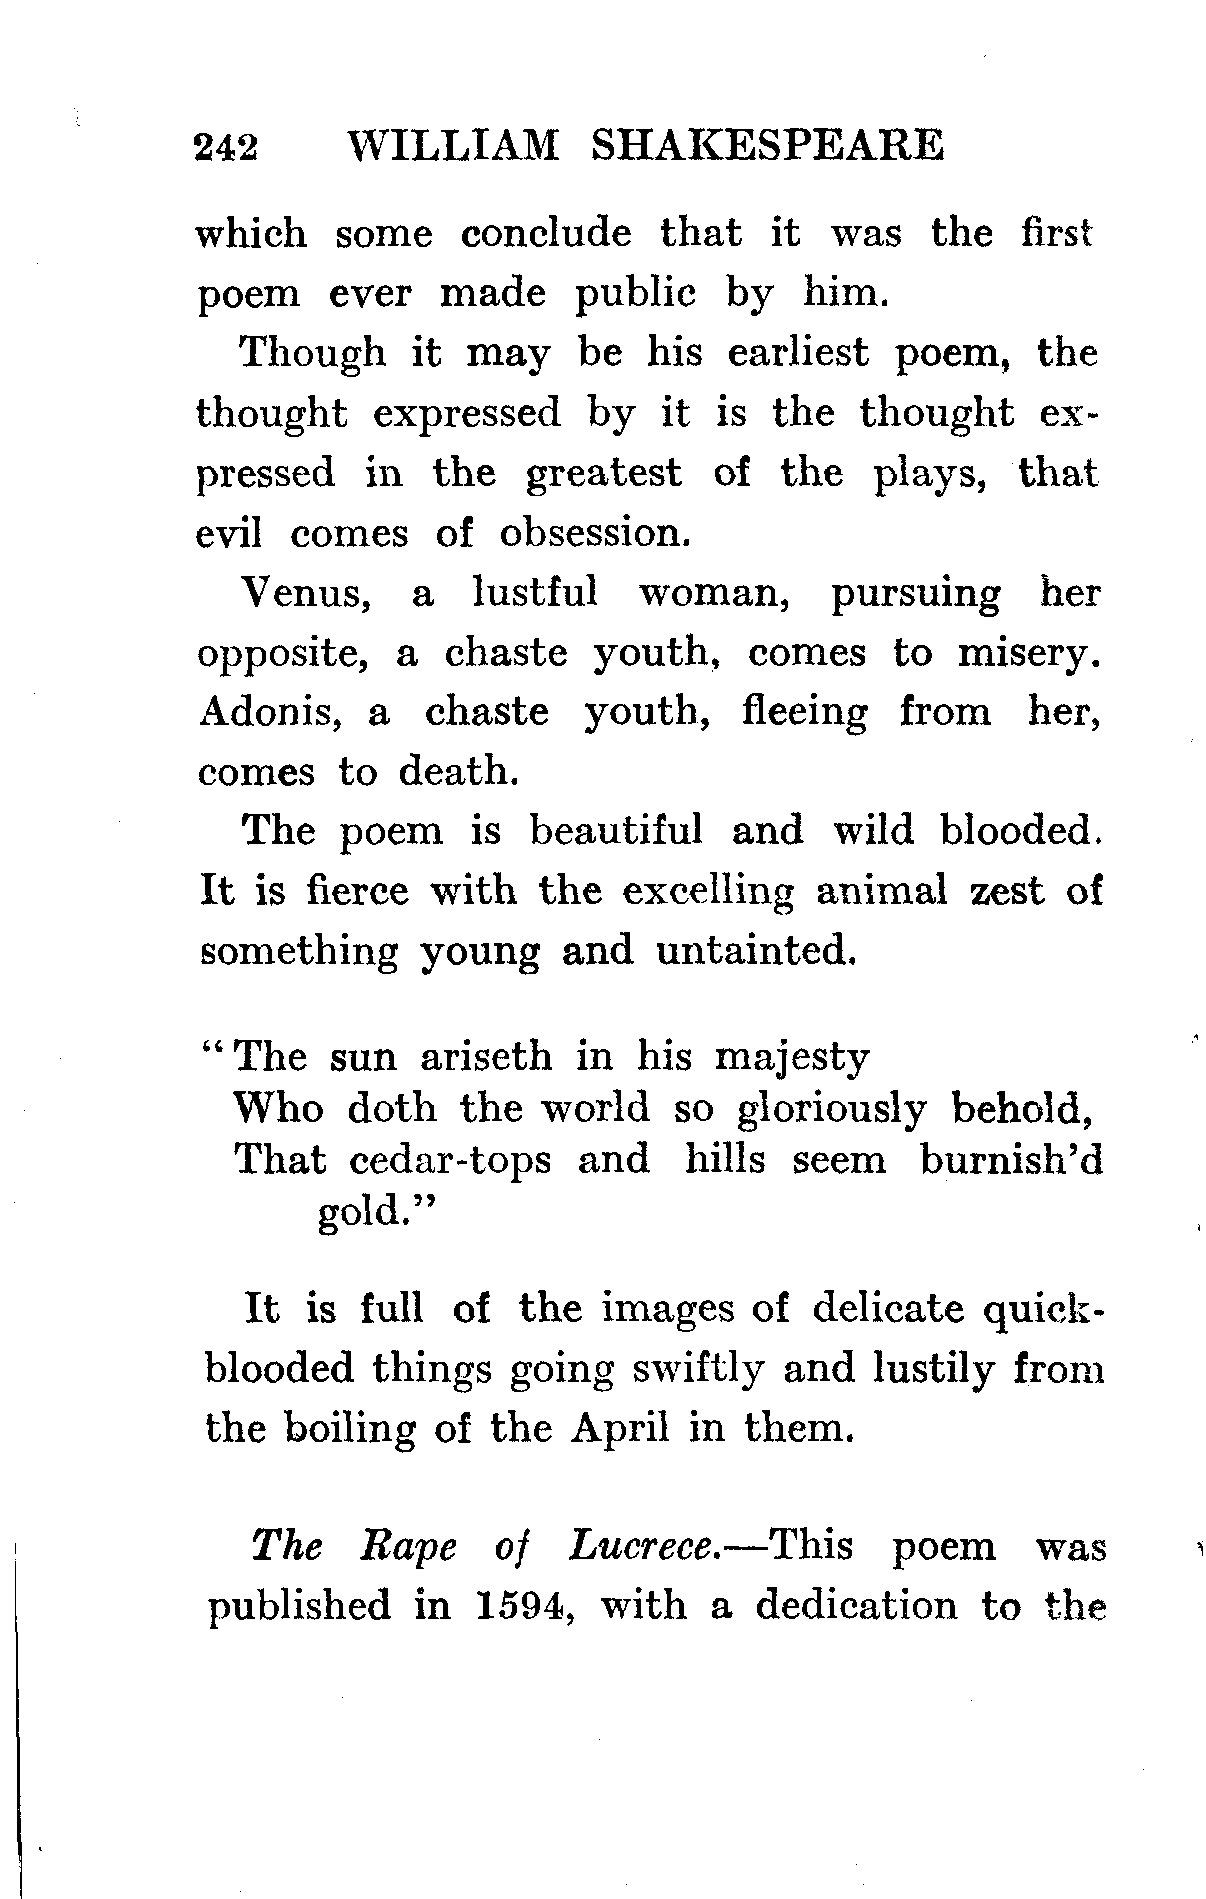 242 WILLIAM SHAKESPEARE
which some conclude that it was the first
poem ever made public by him.
Though it may be his earliest poem, the
thought expressed by it is the thought ex-
pressed in the greatest of the plays, that
evil comes of obsession.
Venus, a lustful woman, pursuing her
opposite, a chaste youth, comes to misery.
Adonis, a chaste youth, fleeing from her,
comes to death.
The poem is beautiful and wild blooded.
It is fierce with the excelling animal zest of
something young and untainted.
“The sun ariseth in his majesty
Who doth the world so gloriously behold,
That cedar-tops and hills seem burnish’d
gold.”
It is full of the images of delicate quick-
blooded things going swiftly and lustily from
the boiling of the April in them.
The Rape of Lucrece.—This poem was
published in 1594, with a dedication to the